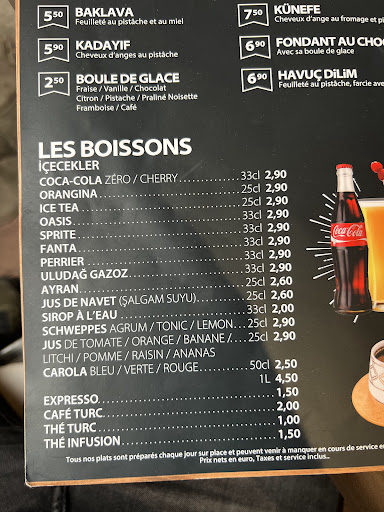 5,50 BAKLAVA
Feuilleté au pistache et au miel
5,90 KADAYIF
Cheveux d'anges au pistache
2,50 BOULE DE GLACE
Fraise / Vanille / Chocolat
Citron / Pistache / Praliné Noisette
Framboise / Café
7,50 KÜNEFE
Cheveux d'ange au fromage et
6,90 FONDANT AU CHO
Avec sa boule de glace
6,90 HAVUÇ DİLİM
Feuilleté au pistache, farcie ave
LES BOISSONS
İÇECEKLER
COCA-COLA ZÉRO / CHERRY 33cl 2,90
ORANGINA 25cl 2,90
ICE TEA 25cl 2,90
OASIS 33cl 2,90
SPRITE 33cl 2,90
FANTA 33cl 2,90
PERRIER 33cl 2,90
ULUDAĞ GAZOZ 33cl 2,90
AYRAN 25cl 2,60
JUS DE NAVET (ŞALGAM SUYU) 25cl 2,60
SIROP À L'EAU 33cl 2,00
SCHWEPPES AGRUM / TONIC / LEMON 25cl 2,90
JUS DE TOMATE / ORANGE / BANANE / 25cl 2,90
LITCHI / POMME / RAISIN / ANANAS
CAROLA BLEU / VERTE / ROUGE 50cl 2,50
1L 4,50
EXPRESSO 1,50
CAFÉ TURC 2,00
THÉ TURC 1,00
THÉ INFUSION 1,50
Coca-Cola
Tous nos plats sont préparés chaque jour sur place et peuvent venir à manquer en cours de service e
Prix nets en euro, Taxes et service inclus..